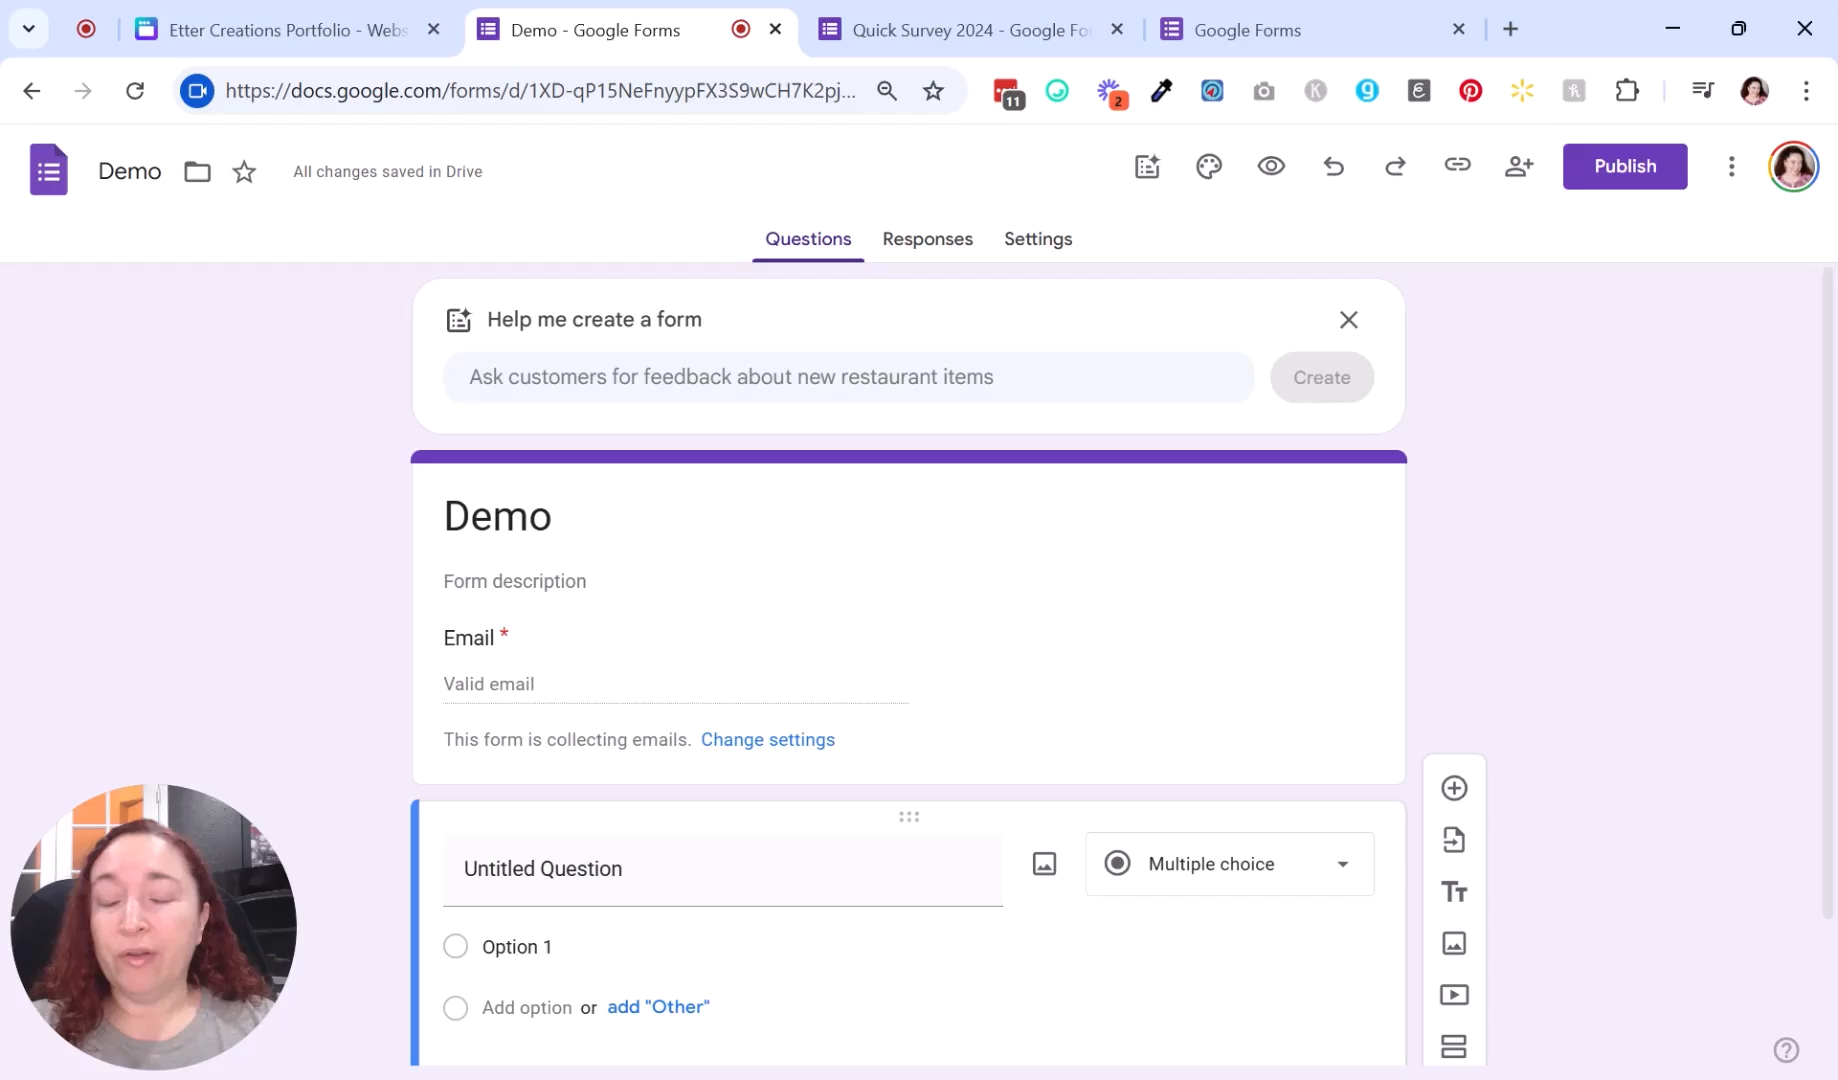 Etter Creations Portfolio - Webs
Demo - Google Forms
Quick Survey 2024 - Google Fo
Google Forms
https://docs.google.com/forms/d/1XD-qP15NeFnyypFX3S9wCH7K2pj...
11
2
Demo
All changes saved in Drive
Publish
Questions
Responses
Settings
Help me create a form
Ask customers for feedback about new restaurant items
Create
Demo
Form description
Email *
Valid email
This form is collecting emails. Change settings
Untitled Question
Multiple choice
Option 1
Add option or add "Other"